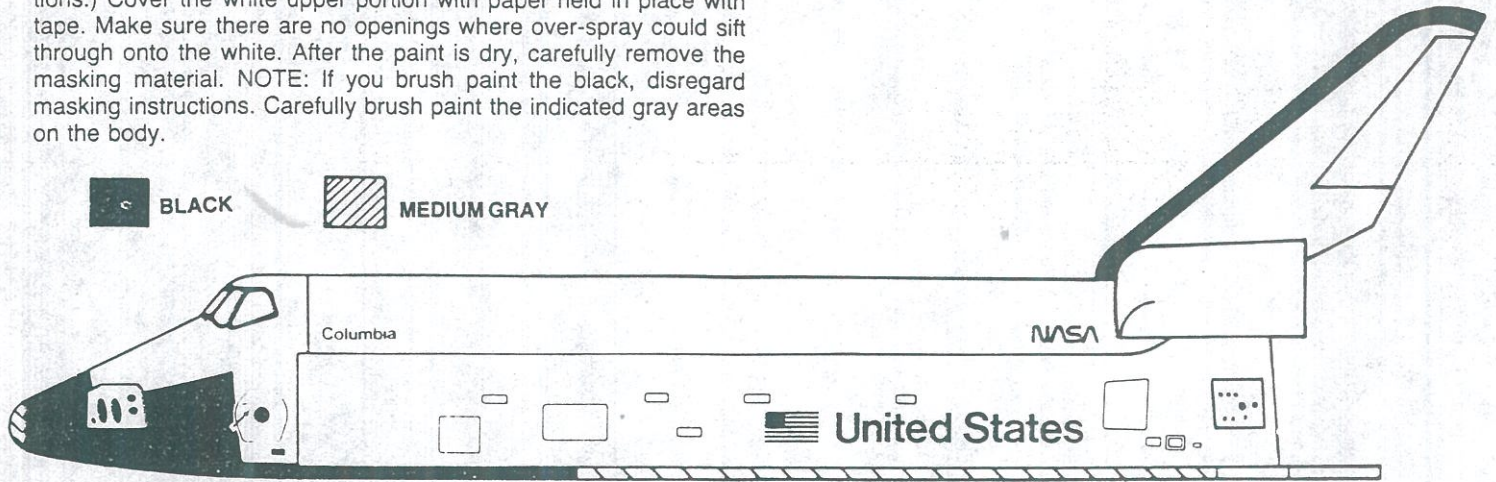 tions.) Cover the white upper portion with paper held in place with
tape. Make sure there are no openings where over-spray could sift
through onto the white. After the paint is dry, carefully remove the
masking material. NOTE: If you brush paint the black, disregard
masking instructions. Carefully brush paint the indicated gray areas
on the body.
BLACK
MEDIUM GRAY
Columbia
NASA
United States